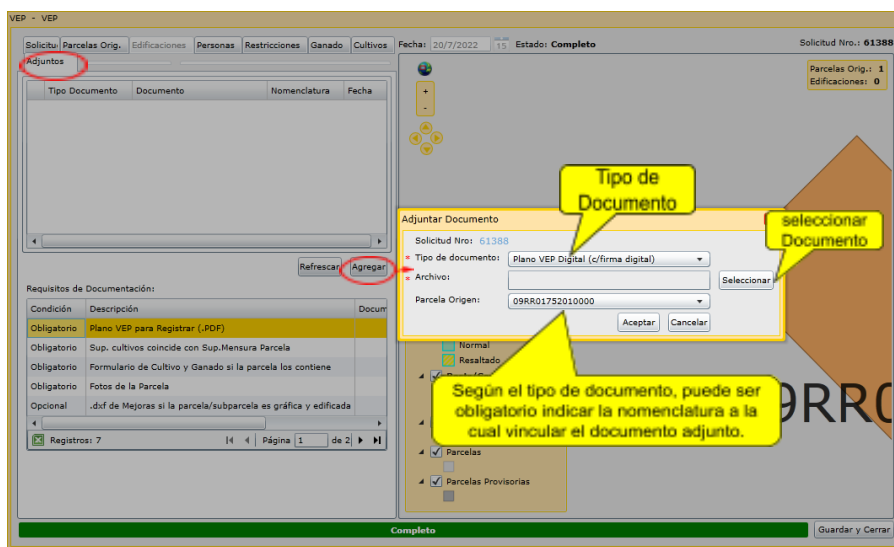 VEP - VEP
Solicitu Parcelas Orig. Edificaciones Personas Restricciones Ganado Cultivos
Fecha: 20/7/2022 15 Estado: Completo
Solicitud Nro.: 61388
Adjuntos
Parcelas Orig.: 1
Edificaciones: 0
Tipo Documento Documento Nomenclatura Fecha
+
-
Tipo de
Documento
seleccionar
Documento
Adjuntar Documento
Solicitud Nro: 61388
* Tipo de documento: Plano VEP Digital (c/firma digital)
* Archivo: Seleccionar
Parcela Origen: 09RR01752010000
Aceptar Cancelar
Refrescar Agregar
Requisitos de Documentación:
Condición Descripción Docum
Obligatorio Plano VEP para Registrar (.PDF)
Obligatorio Sup. cultivos coincide con Sup.Mensura Parcela
Obligatorio Formulario de Cultivo y Ganado si la parcela los contiene
Obligatorio Fotos de la Parcela
Opcional .dxf de Mejoras si la parcela/subparcela es gráfica y edificada
Registros: 7 Página 1 de 2
Normal
Resaltado
Según el tipo de documento, puede ser
obligatorio indicar la nomenclatura a la
cual vincular el documento adjunto.
9RR0
Parcelas
Parcelas Provisorias
Completo
Guardar y Cerrar